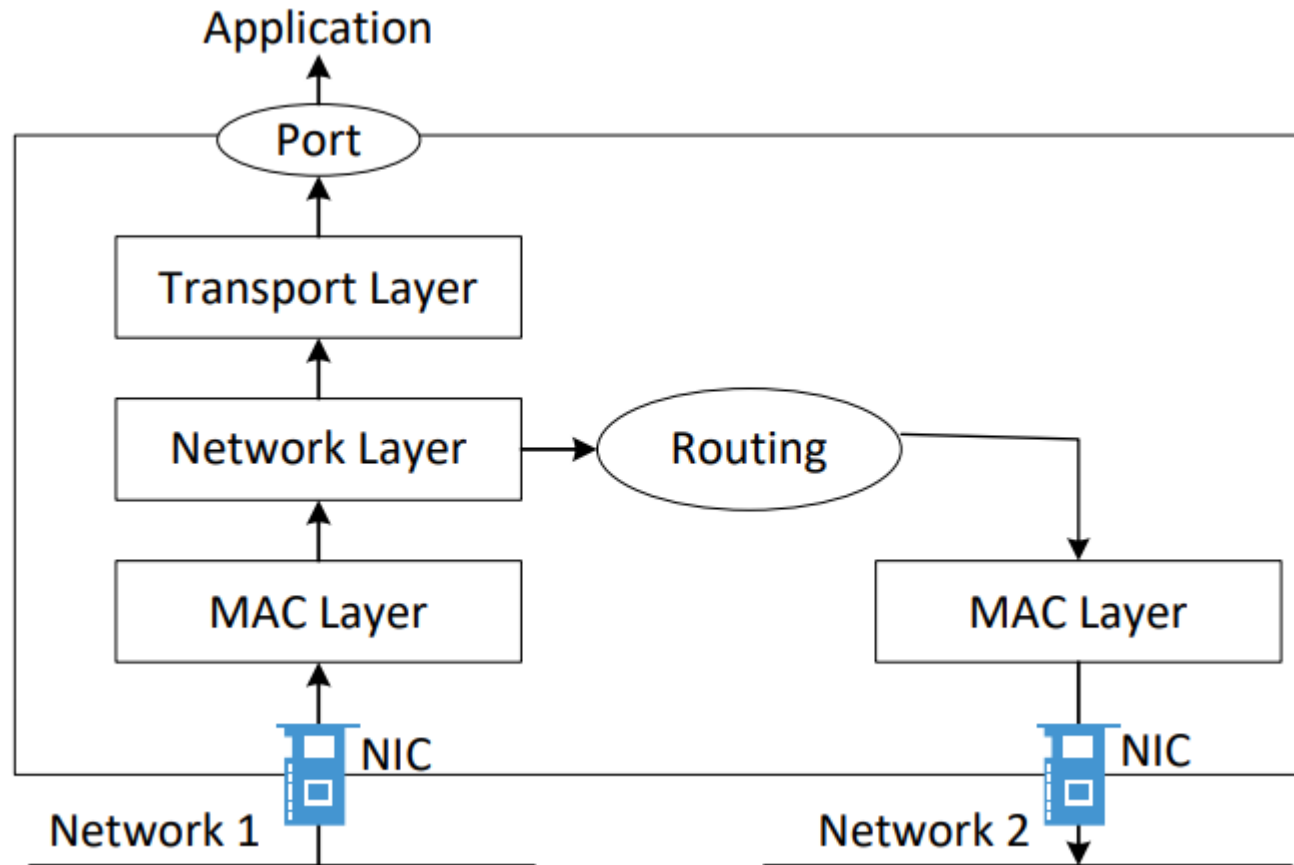 Application
Port
Transport Layer
Network Layer
Routing
MAC Layer
MAC Layer
NIC
NIC
Network 1
Network 2